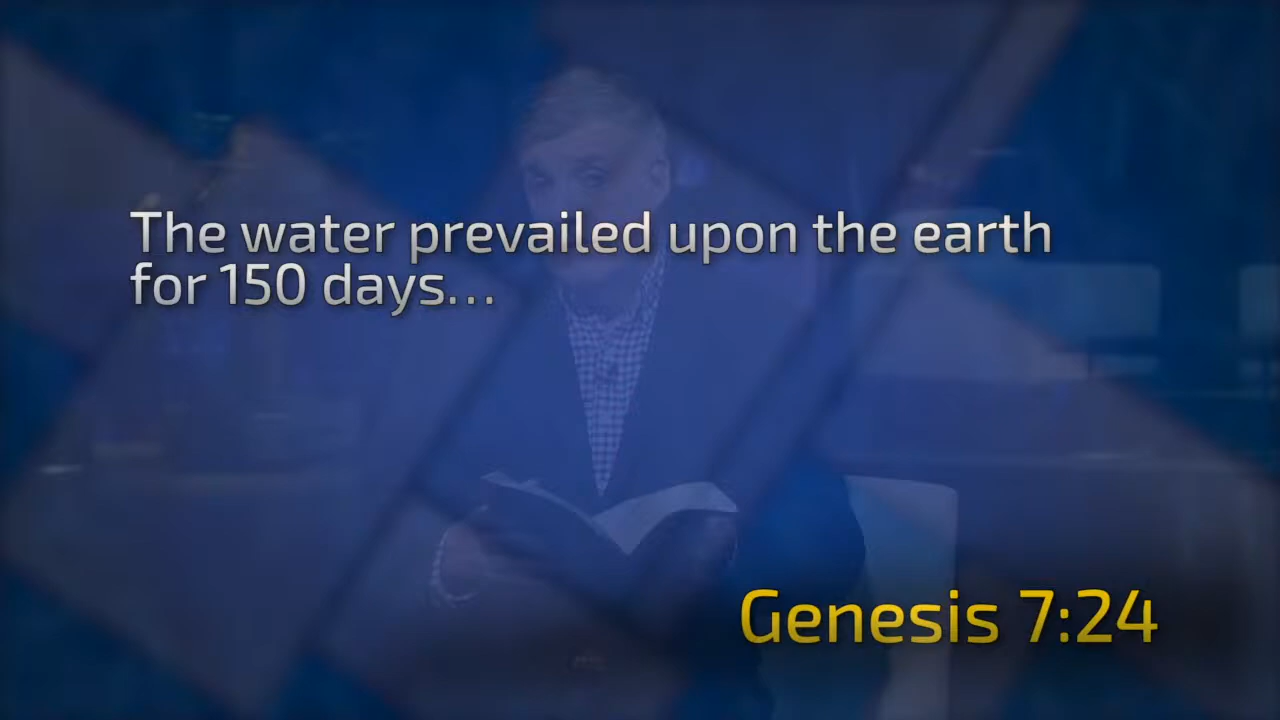 The water prevailed upon the earth
for 150 days...
Genesis 7:24